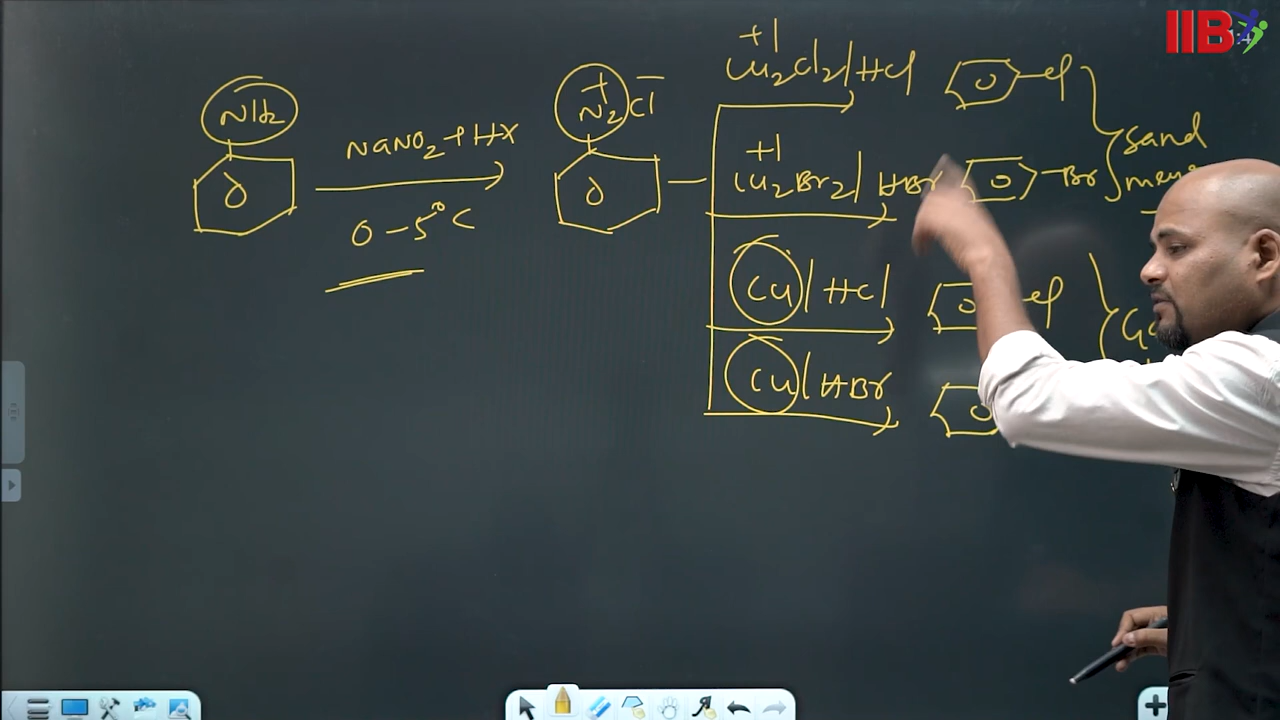 IIB
NH2
NaNO2 + HX
0 - 5°C
+
N2Cl-
+1
Cu2Cl2 | HCl
Cl
+1
Cu2Br2 | HBr
Br
Sand
Cu | HCl
Cl
Cu | HBr